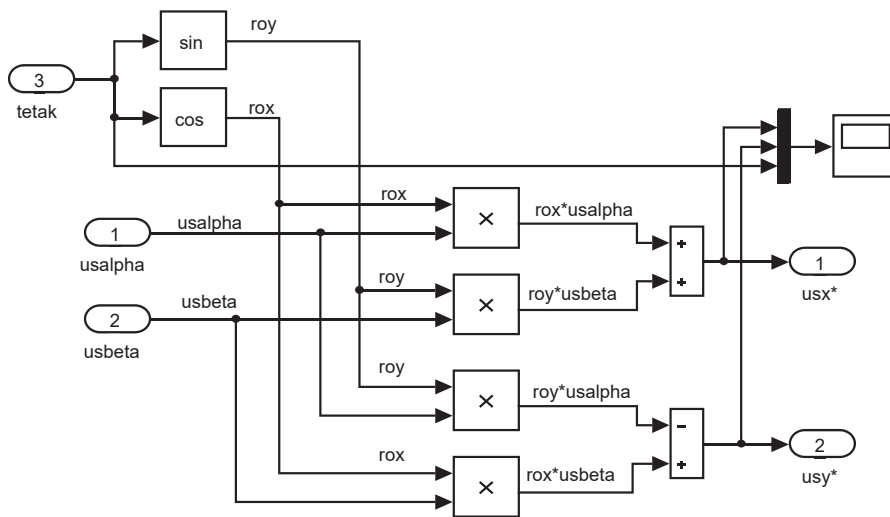 roy
sin
3
tetak
rox
cos
rox
×
rox*usalpha
usalpha
1
usalpha
+
+
1
usx*
roy
×
roy*usbeta
usbeta
2
usbeta
roy
×
roy*usalpha
−
+
2
usy*
rox
×
rox*usbeta